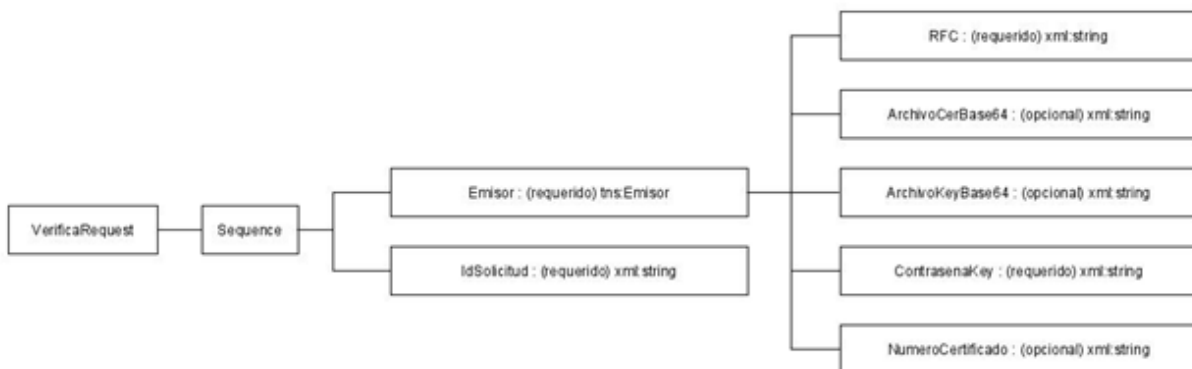 RFC : (requerido) xml:string
ArchivoCerBase64 : (opcional) xml:string
Emisor : (requerido) tns:Emisor
ArchivoKeyBase64 : (opcional) xml:string
VerificaRequest
Sequence
IdSolicitud : (requerido) xml:string
ContrasenaKey : (requerido) xml:string
NumeroCertificado : (opcional) xml:string